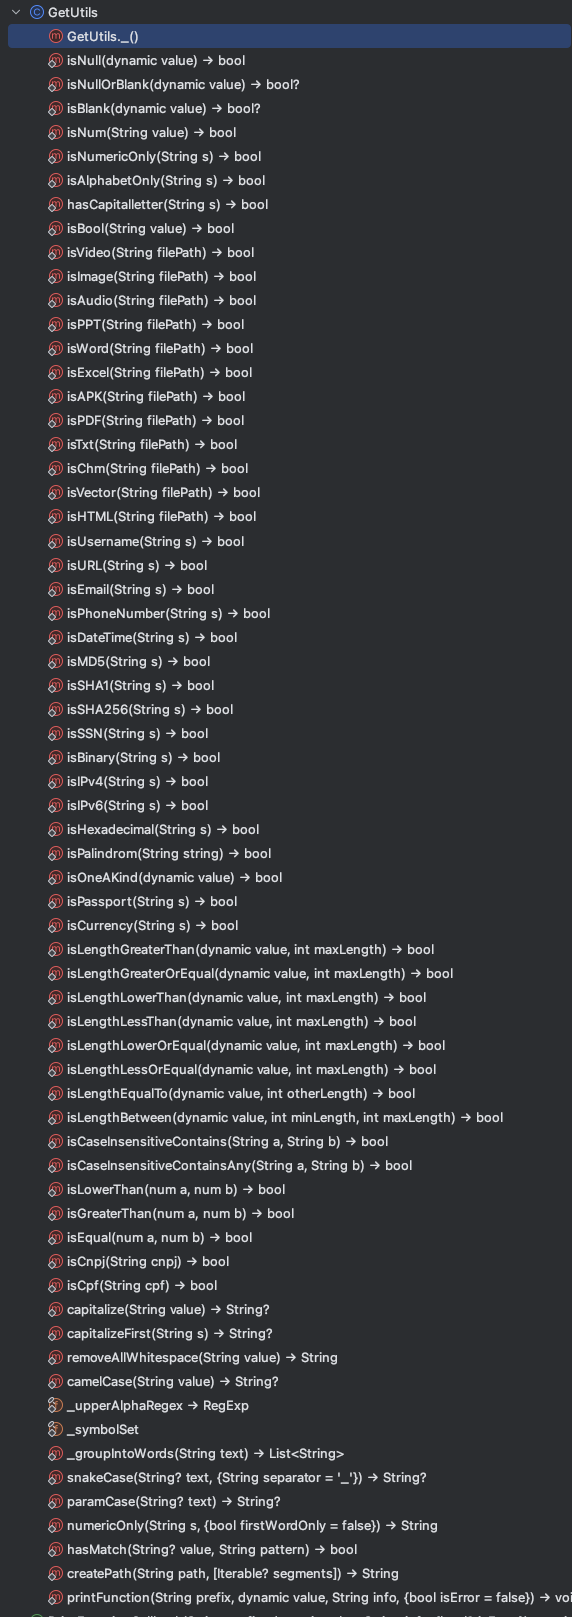 GetUtils
GetUtils._()
isNull(dynamic value) → bool
isNullOrBlank(dynamic value) → bool?
isBlank(dynamic value) → bool?
isNum(String value) → bool
isNumericOnly(String s) → bool
isAlphabetOnly(String s) → bool
hasCapitalletter(String s) → bool
isBool(String value) → bool
isVideo(String filePath) → bool
isImage(String filePath) → bool
isAudio(String filePath) → bool
isPPT(String filePath) → bool
isWord(String filePath) → bool
isExcel(String filePath) → bool
isAPK(String filePath) → bool
isPDF(String filePath) → bool
isTxt(String filePath) → bool
isChm(String filePath) → bool
isVector(String filePath) → bool
isHTML(String filePath) → bool
isUsername(String s) → bool
isURL(String s) → bool
isEmail(String s) → bool
isPhoneNumber(String s) → bool
isDateTime(String s) → bool
isMD5(String s) → bool
isSHA1(String s) → bool
isSHA256(String s) → bool
isSSN(String s) → bool
isBinary(String s) → bool
isIPv4(String s) → bool
isIPv6(String s) → bool
isHexadecimal(String s) → bool
isPalindrom(String string) → bool
isOneAKind(dynamic value) → bool
isPassport(String s) → bool
isCurrency(String s) → bool
isLengthGreaterThan(dynamic value, int maxLength) → bool
isLengthGreaterOrEqual(dynamic value, int maxLength) → bool
isLengthLowerThan(dynamic value, int maxLength) → bool
isLengthLessThan(dynamic value, int maxLength) → bool
isLengthLowerOrEqual(dynamic value, int maxLength) → bool
isLengthLessOrEqual(dynamic value, int maxLength) → bool
isLengthEqualTo(dynamic value, int otherLength) → bool
isLengthBetween(dynamic value, int minLength, int maxLength) → bool
isCaseInsensitiveContains(String a, String b) → bool
isCaseInsensitiveContainsAny(String a, String b) → bool
isLowerThan(num a, num b) → bool
isGreaterThan(num a, num b) → bool
isEqual(num a, num b) → bool
isCnpj(String cnpj) → bool
isCpf(String cpf) → bool
capitalize(String value) → String?
capitalizeFirst(String s) → String?
removeAllWhitespace(String value) → String
camelCase(String value) → String?
_upperAlphaRegex → RegExp
_symbolSet
_groupIntoWords(String text) → List<String>
snakeCase(String? text, {String separator = '_'}) → String?
paramCase(String? text) → String?
numericOnly(String s, {bool firstWordOnly = false}) → String
hasMatch(String? value, String pattern) → bool
createPath(String path, [Iterable? segments]) → String
printFunction(String prefix, dynamic value, String info, {bool isError = false}) → voi